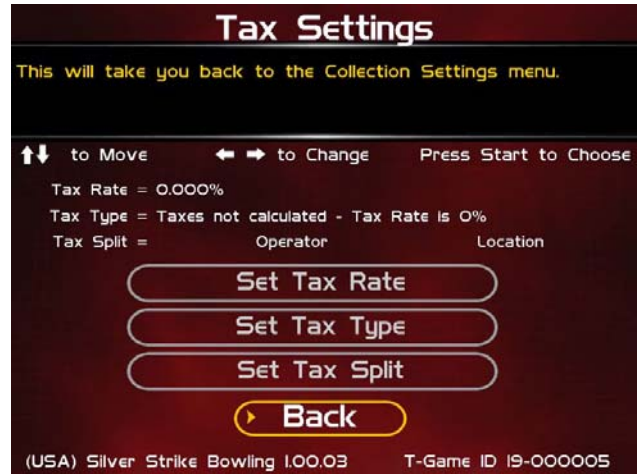 Tax Settings
This will take you back to the Collection Settings menu.
to Move to Change Press Start to Choose
Tax Rate = 0.000%
Tax Type = Taxes not calculated - Tax Rate is 0%
Tax Split = Operator Location
Set Tax Rate
Set Tax Type
Set Tax Split
Back
(USA) Silver Strike Bowling 1.00.03 T-Game ID 19-000005